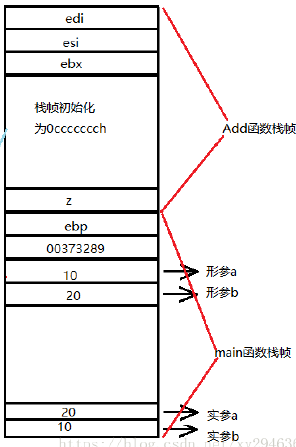 edi
esi
ebx
栈帧初始化
为0cccccccch
Add函数栈帧
z
ebp
00373289
10
形参a
20
形参b
main函数栈帧
20
实参a
10
实参b